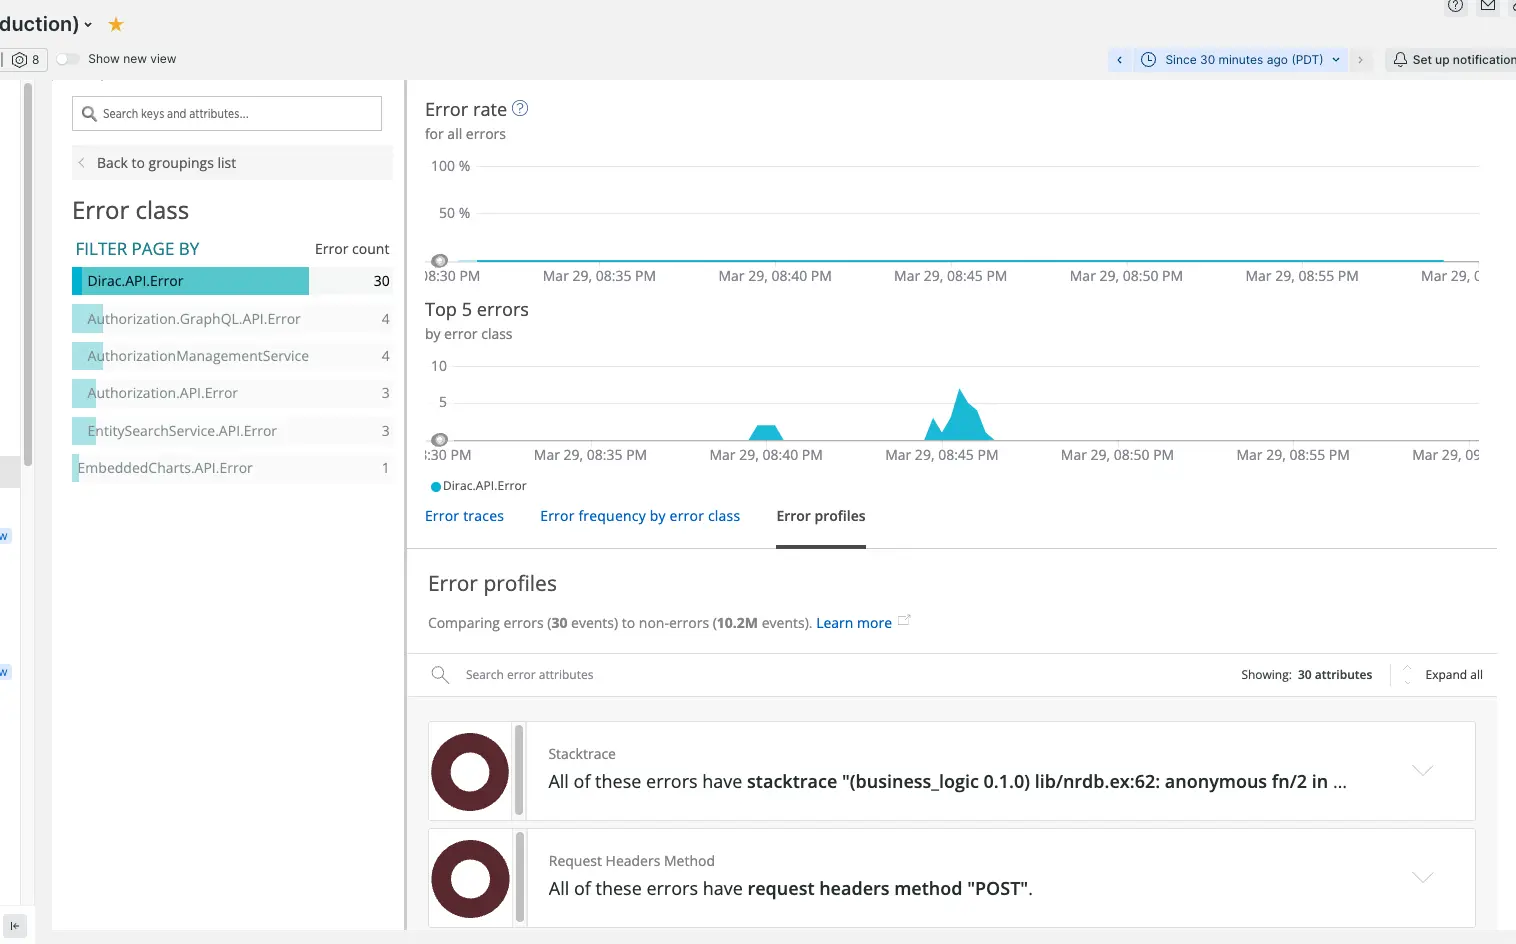 duction)
8
Show new view
Since 30 minutes ago (PDT)
Set up notification
Search keys and attributes...
Back to groupings list
Error class
FILTER PAGE BY
Error count
Dirac.API.Error
30
Authorization.GraphQL.API.Error
4
AuthorizationManagementService
4
Authorization.API.Error
3
EntitySearchService.API.Error
3
EmbeddedCharts.API.Error
1
w
w
Error rate ?
for all errors
100 %
50 %
08:30 PM
Mar 29, 08:35 PM
Mar 29, 08:40 PM
Mar 29, 08:45 PM
Mar 29, 08:50 PM
Mar 29, 08:55 PM
Mar 29, 0
Top 5 errors
by error class
10
5
:30 PM
Mar 29, 08:35 PM
Mar 29, 08:40 PM
Mar 29, 08:45 PM
Mar 29, 08:50 PM
Mar 29, 08:55 PM
Mar 29, 09
Dirac.API.Error
Error traces
Error frequency by error class
Error profiles
Error profiles
Comparing errors (30 events) to non-errors (10.2M events). Learn more
Search error attributes
Showing: 30 attributes
Expand all
Stacktrace
All of these errors have stacktrace "(business_logic 0.1.0) lib/nrdb.ex:62: anonymous fn/2 in ...
Request Headers Method
All of these errors have request headers method "POST".